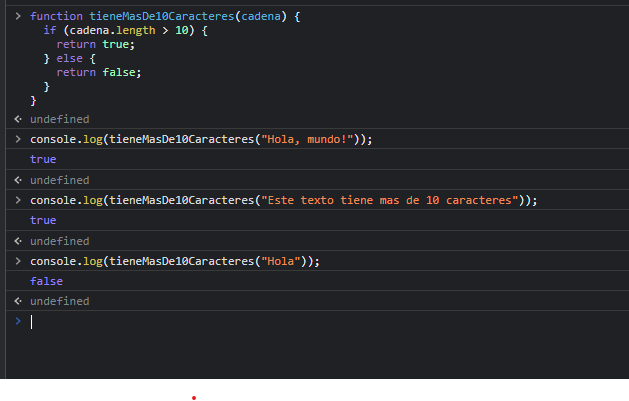 function tieneMasDe10Caracteres(cadena) {
if (cadena.length > 10) {
return true;
} else {
return false;
}
}
undefined
console.log(tieneMasDe10Caracteres("Hola, mundo!"));
true
undefined
console.log(tieneMasDe10Caracteres("Este texto tiene mas de 10 caracteres"));
true
undefined
console.log(tieneMasDe10Caracteres("Hola"));
false
undefined